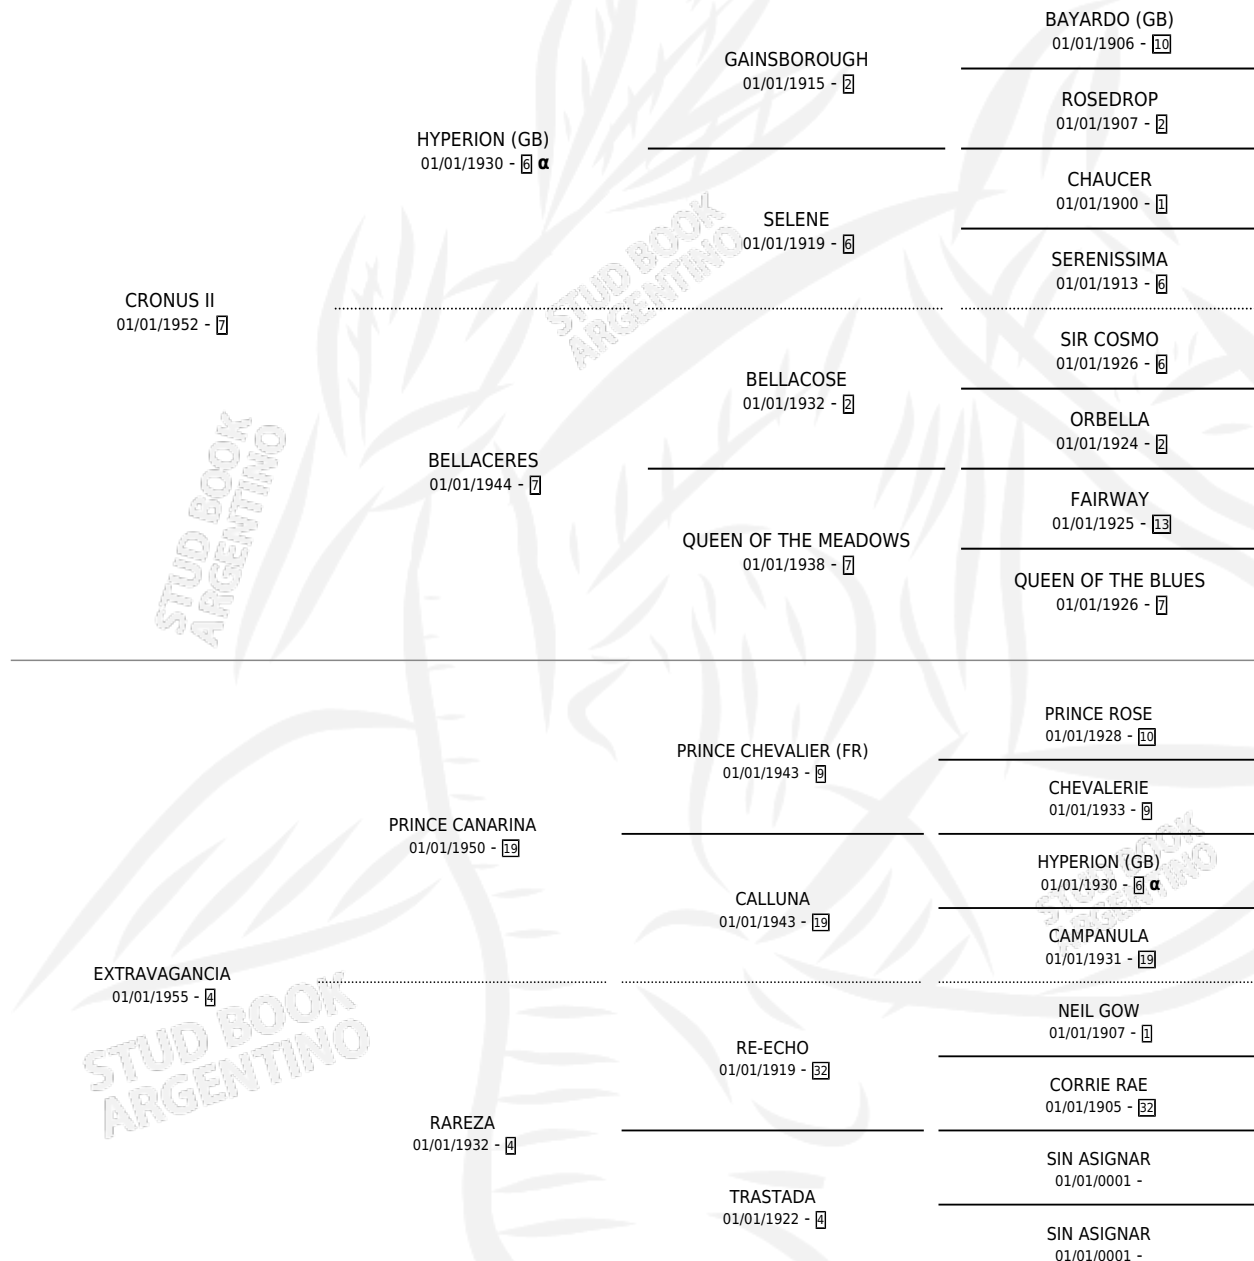 BAYARDO (GB)
01/01/1906 - 10
GAINSBOROUGH
01/01/1915 - 2
ROSEDROP
01/01/1907 - 2
HYPERION (GB)
01/01/1930 - 6 α
CHAUCER
01/01/1900 - 1
SELENE
01/01/1919 - 6
SERENISSIMA
01/01/1913 - 6
STUD BOOK
ARGENTINO
CRONUS II
01/01/1952 - 7
SIR COSMO
01/01/1926 - 6
BELLACOSE
01/01/1932 - 2
ORBELLA
01/01/1924 - 2
STUD BOOK
ARGENTINO
BELLACERES
01/01/1944 - 7
FAIRWAY
01/01/1925 - 13
QUEEN OF THE MEADOWS
01/01/1938 - 7
QUEEN OF THE BLUES
01/01/1926 - 7
PRINCE ROSE
01/01/1928 - 10
PRINCE CHEVALIER (FR)
01/01/1943 - 9
CHEVALERIE
01/01/1933 - 9
PRINCE CANARINA
01/01/1950 - 19
HYPERION (GB)
01/01/1930 - 6 α
STUD BOOK
ARGENTINO
CALLUNA
01/01/1943 - 19
CAMPANULA
01/01/1931 - 19
EXTRAVAGANCIA
01/01/1955 - 4
STUD BOOK
ARGENTINO
NEIL GOW
01/01/1907 - 1
RE-ECHO
01/01/1919 - 32
CORRIE RAE
01/01/1905 - 32
RAREZA
01/01/1932 - 4
SIN ASIGNAR
01/01/0001 -
TRASTADA
01/01/1922 - 4
SIN ASIGNAR
01/01/0001 -